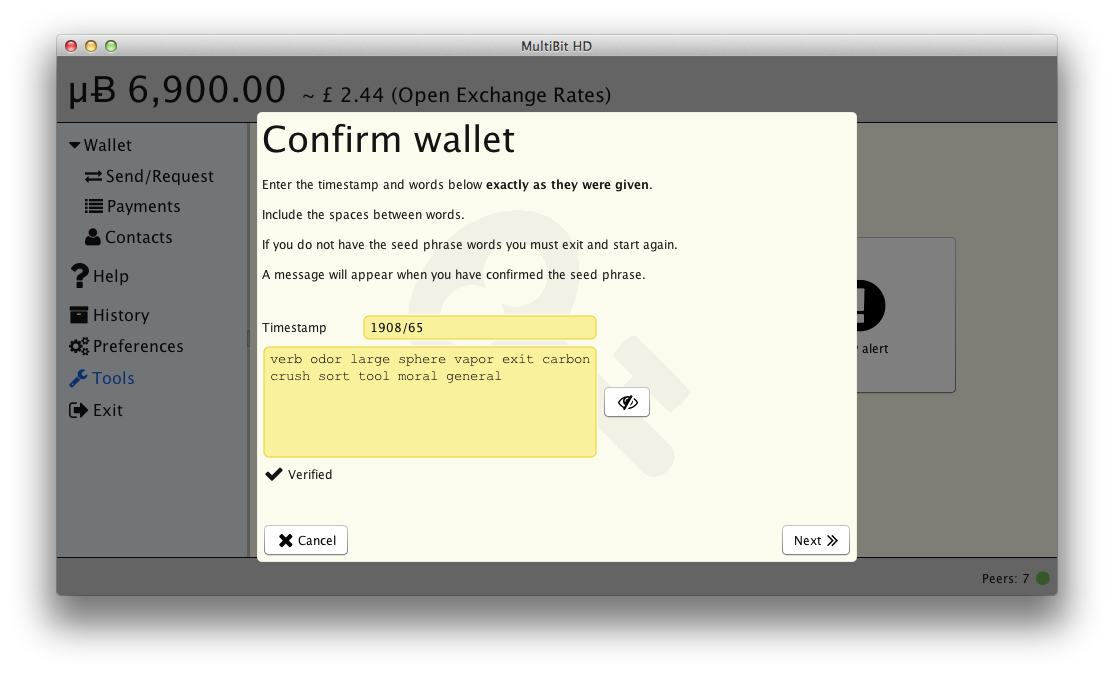 MultiBit HD
μɃ 6,900.00 ~ £ 2.44 (Open Exchange Rates)
Wallet
Send/Request
Payments
Contacts
Help
History
Preferences
Tools
Exit
Confirm wallet
Enter the timestamp and words below exactly as they were given.
Include the spaces between words.
If you do not have the seed phrase words you must exit and start again.
A message will appear when you have confirmed the seed phrase.
Timestamp 1908/65
verb odor large sphere vapor exit carbon
crush sort tool moral general
Verified
Cancel
Next
alert
Peers: 7